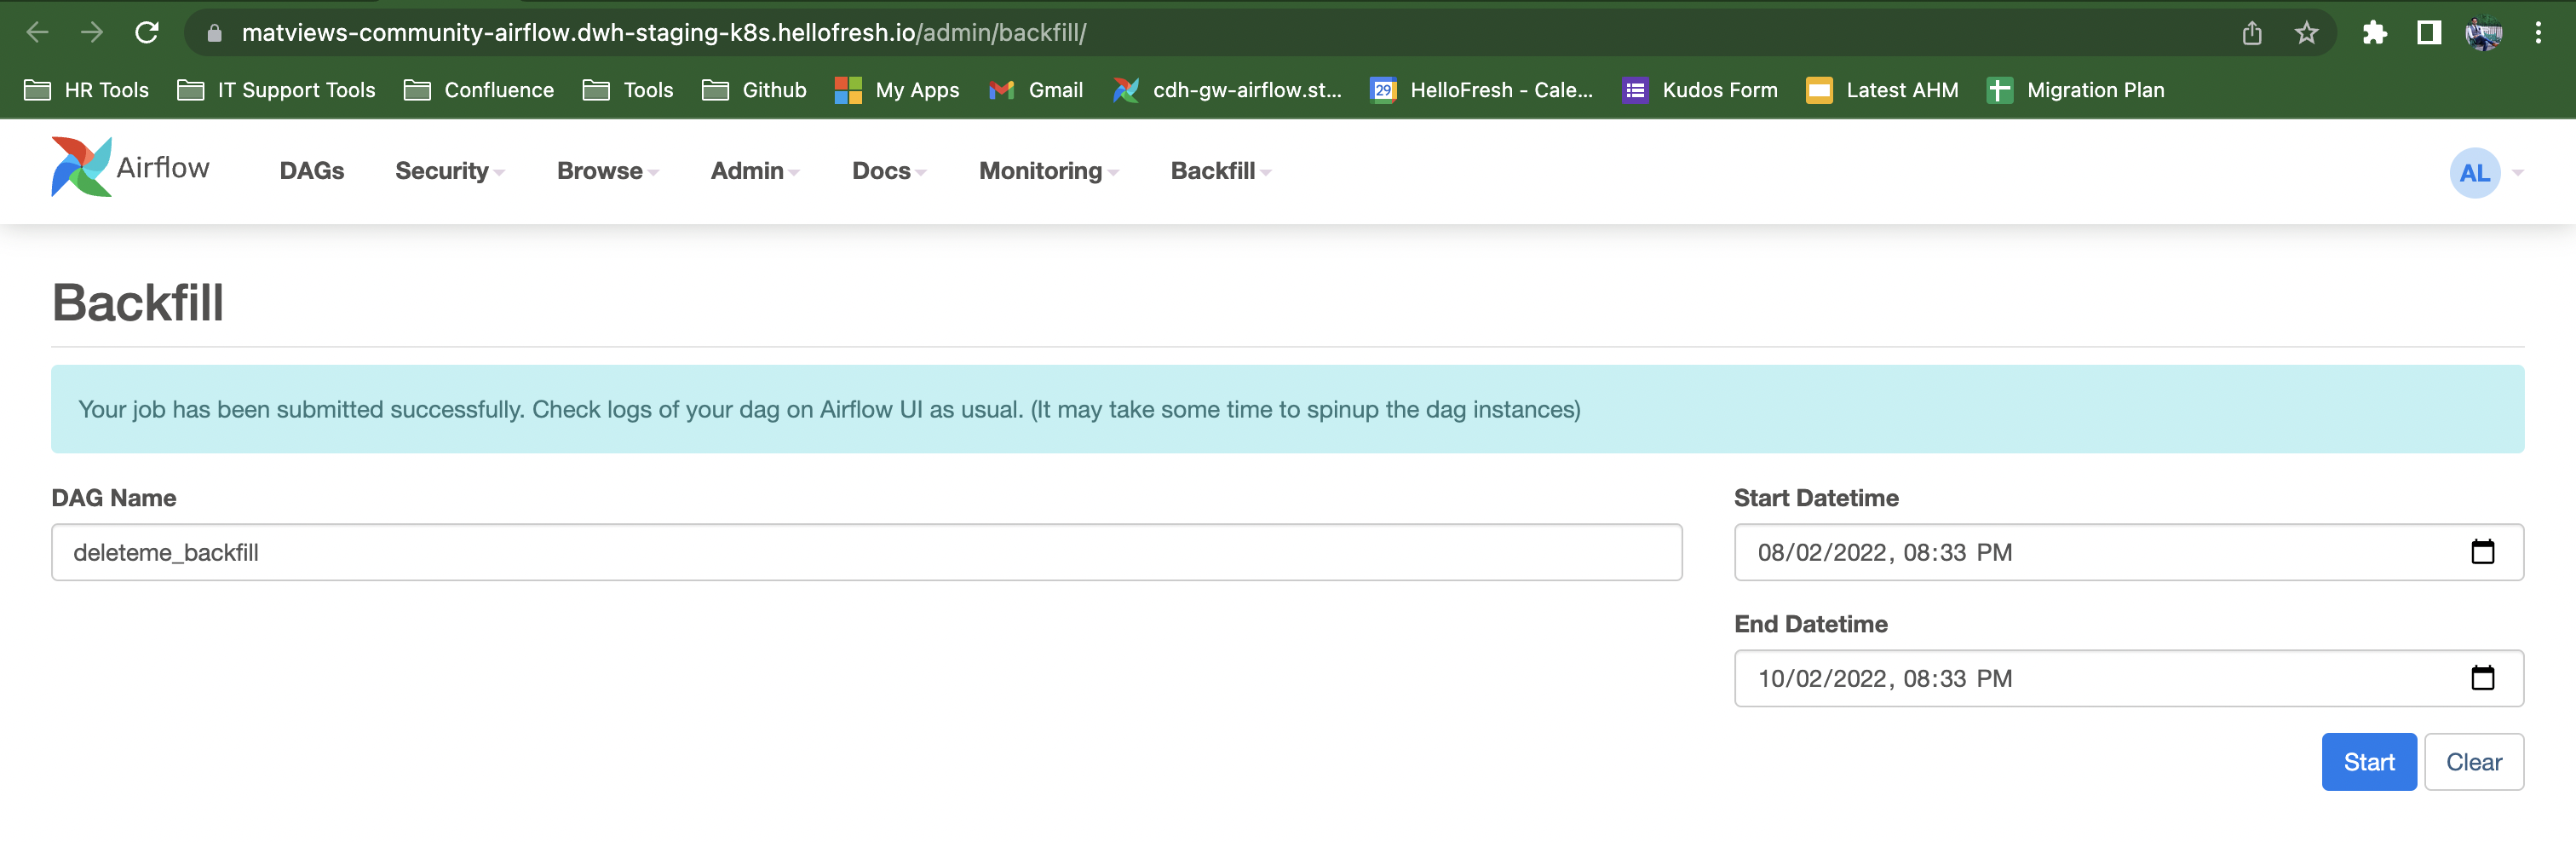 matviews-community-airflow.dwh-staging-k8s.hellofresh.io/admin/backfill/
HR Tools IT Support Tools Confluence Tools Github My Apps Gmail cdh-gw-airflow.st... 29 HelloFresh - Cale... Kudos Form Latest AHM Migration Plan
Airflow DAGs Security Browse Admin Docs Monitoring Backfill AL
Backfill
Your job has been submitted successfully. Check logs of your dag on Airflow UI as usual. (It may take some time to spinup the dag instances)
DAG Name
deleteme_backfill
Start Datetime
08/02/2022, 08:33 PM
End Datetime
10/02/2022, 08:33 PM
Start Clear